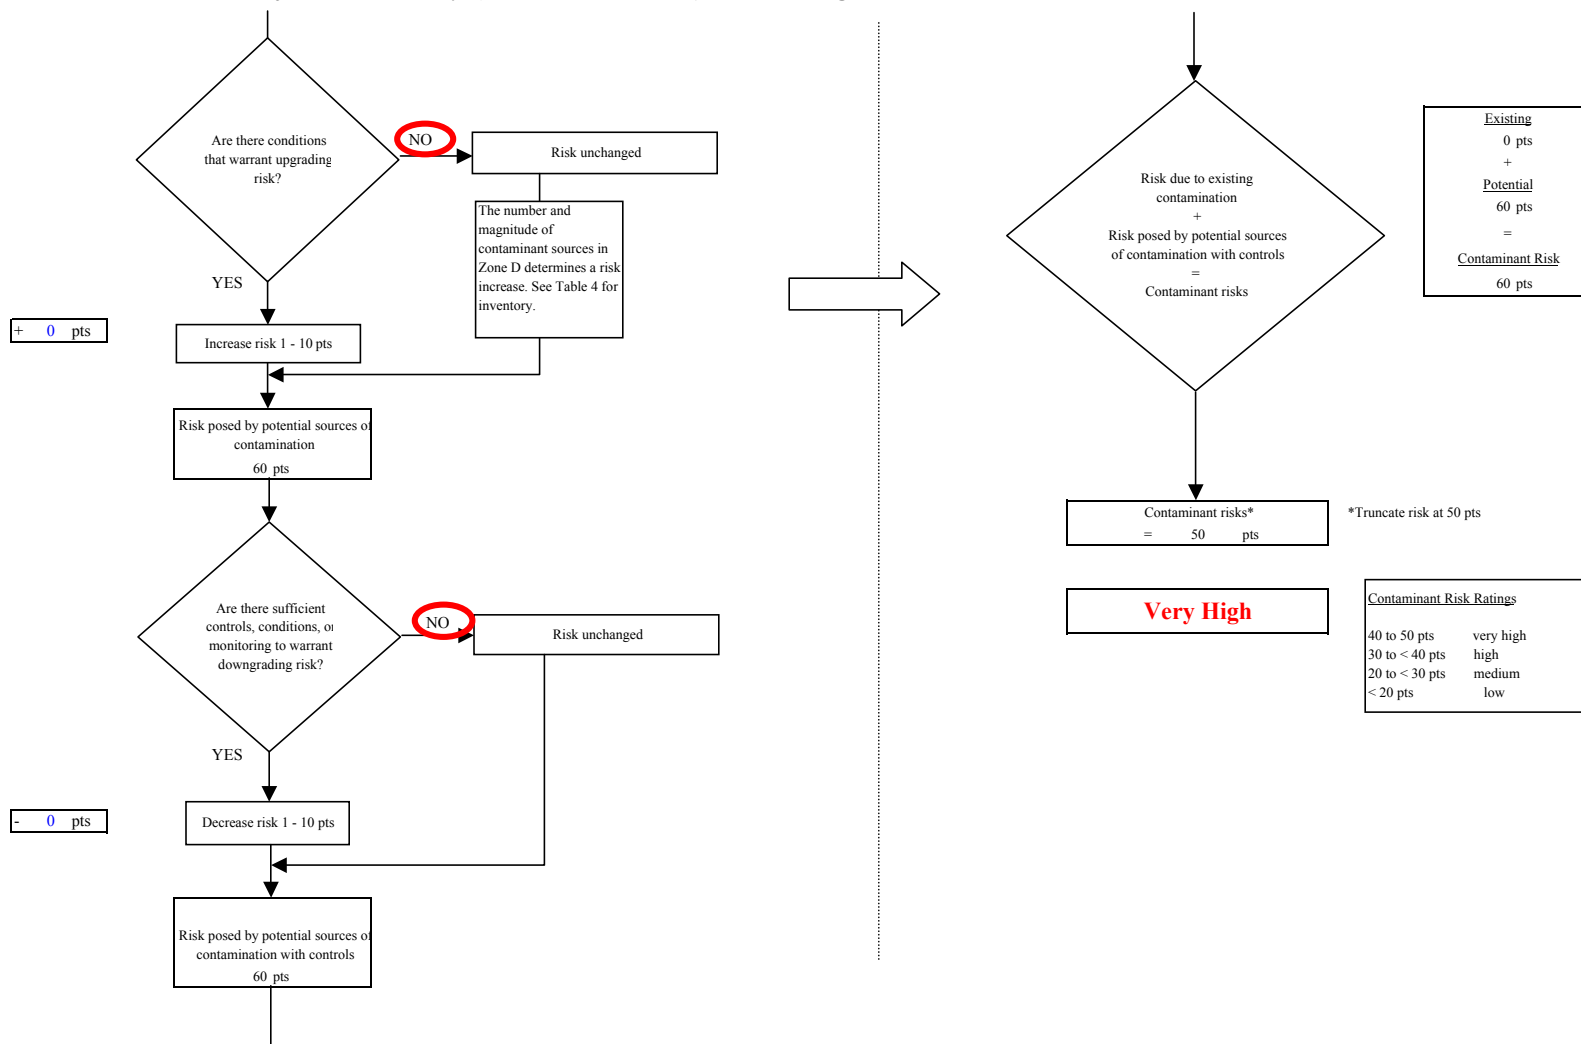 Are there conditions
that warrant upgrading
risk?
NO
Risk unchanged
The number and
magnitude of
contaminant sources in
Zone D determines a risk
increase. See Table 4 for
inventory.
YES
+ 0 pts
Increase risk 1 - 10 pts
Risk posed by potential sources of
contamination
60 pts
Are there sufficient
controls, conditions, or
monitoring to warrant
downgrading risk?
NO
Risk unchanged
YES
- 0 pts
Decrease risk 1 - 10 pts
Risk posed by potential sources of
contamination with controls
60 pts
Risk due to existing
contamination
+
Risk posed by potential sources
of contamination with controls
=
Contaminant risks
Existing
0 pts
+
Potential
60 pts
=
Contaminant Risk
60 pts
Contaminant risks*
= 50 pts
*Truncate risk at 50 pts
Very High
Contaminant Risk Ratings
40 to 50 pts very high
30 to < 40 pts high
20 to < 30 pts medium
< 20 pts low